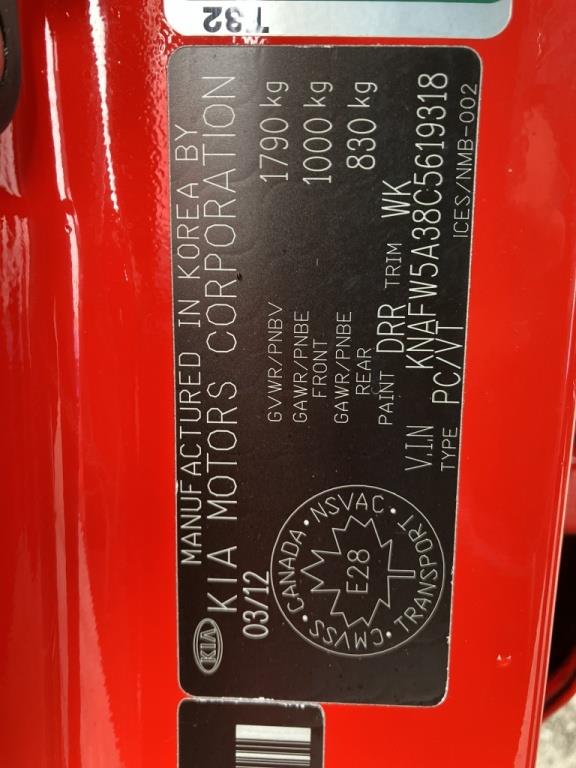 T32
MANUFACTURED IN KOREA BY
KIA KIA MOTORS CORPORATION
03/12
GVWR/PNBV 1790 kg
GAWR/PNBE FRONT 1000 kg
GAWR/PNBE REAR 830 kg
PAINT DRR TRIM WK
V.I.N KNAFW5A38C5619318
TYPE PC/VT ICES/NMB-002
CMVSS • CANADA • NSVAC • TRANSPORT •
E28